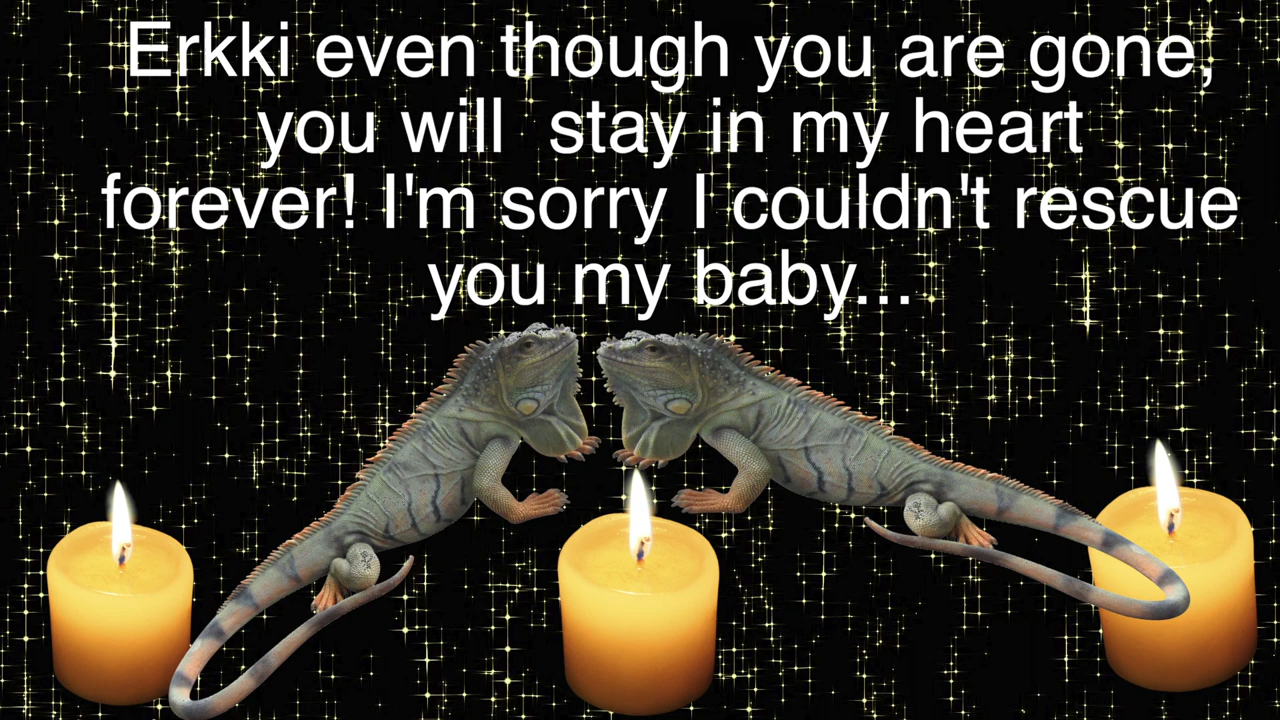 Erkki even though you are gone,
you will  stay in my heart
forever! I'm sorry I couldn't rescue
you my baby...